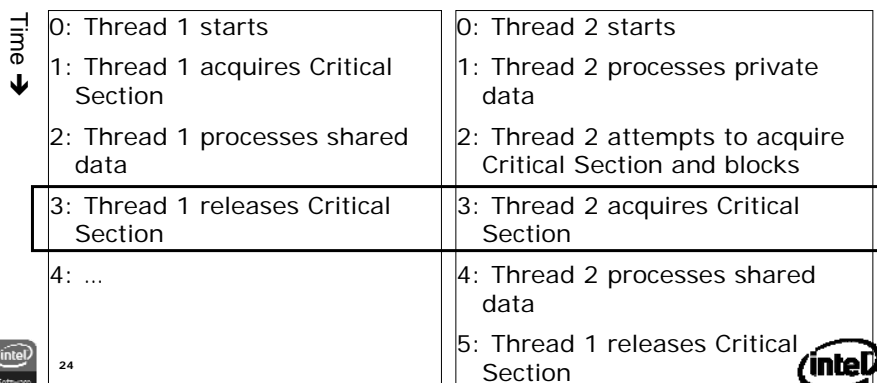 Time →
0: Thread 1 starts
1: Thread 1 acquires Critical
Section
2: Thread 1 processes shared
data
3: Thread 1 releases Critical
Section
4: ...
0: Thread 2 starts
1: Thread 2 processes private
data
2: Thread 2 attempts to acquire
Critical Section and blocks
3: Thread 2 acquires Critical
Section
4: Thread 2 processes shared
data
5: Thread 1 releases Critical
Section
intel
24
intel